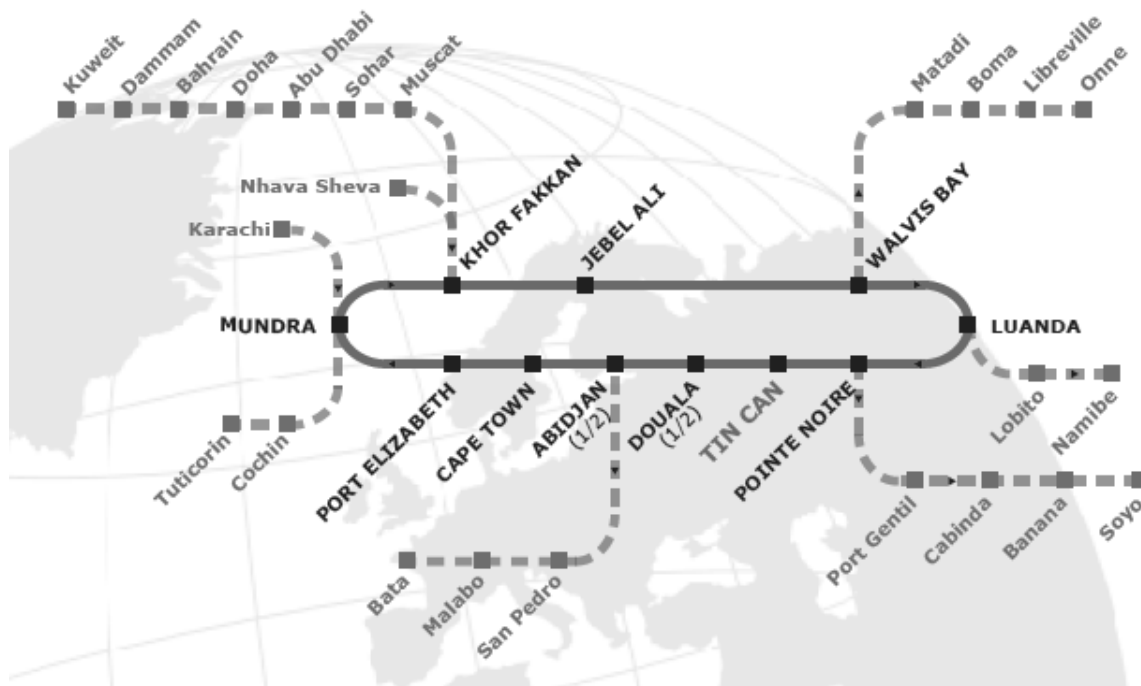 Kuweit
Dammam
Bahrain
Doha
Abu Dhabi
Sohar
Muscat
Matadi
Boma
Libreville
Onne
Nhava Sheva
Karachi
KHOR FAKKAN
JEBEL ALI
WALVIS BAY
MUNDRA
LUANDA
PORT ELIZABETH
CAPE TOWN
ABIDJAN
(1/2)
DOUALA
(1/2)
TIN CAN
POINTE NOIRE
Lobito
Namibe
Tuticorin
Cochin
Port Gentil
Cabinda
Banana
Soyo
Bata
Malabo
San Pedro